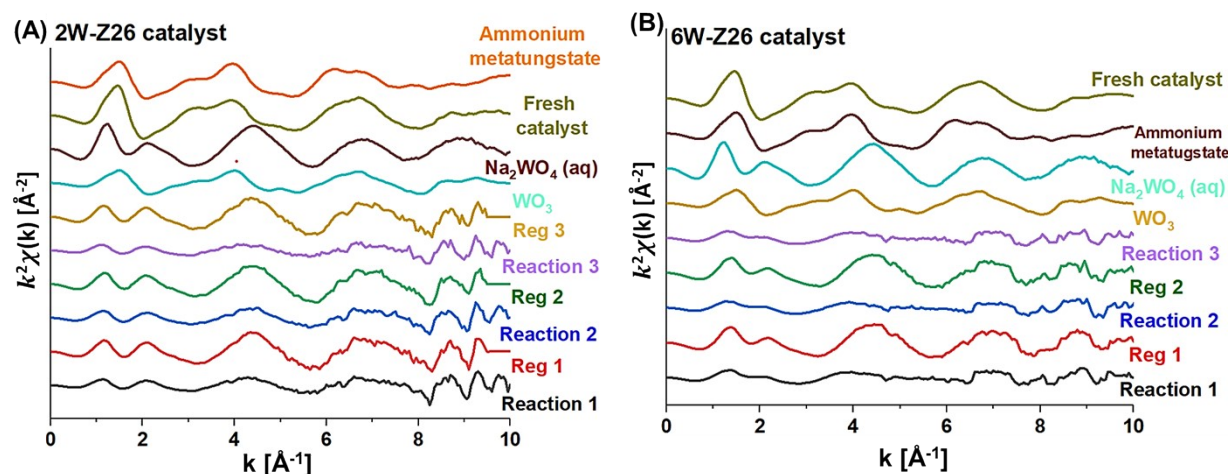 (A)
2W-Z26 catalyst
Ammonium
metatungstate
Fresh
catalyst
Na₂WO₄ (aq)
WO₃
Reg 3
Reaction 3
Reg 2
Reaction 2
Reg 1
Reaction 1
k²χ(k) [Å⁻²]
0 2 4 6 8 10
k [Å⁻¹]
(B)
6W-Z26 catalyst
Fresh catalyst
Ammonium
metatugstate
Na₂WO₄ (aq)
WO₃
Reaction 3
Reg 2
Reaction 2
Reg 1
Reaction 1
k²χ(k) [Å⁻²]
0 2 4 6 8 10
k [Å⁻¹]